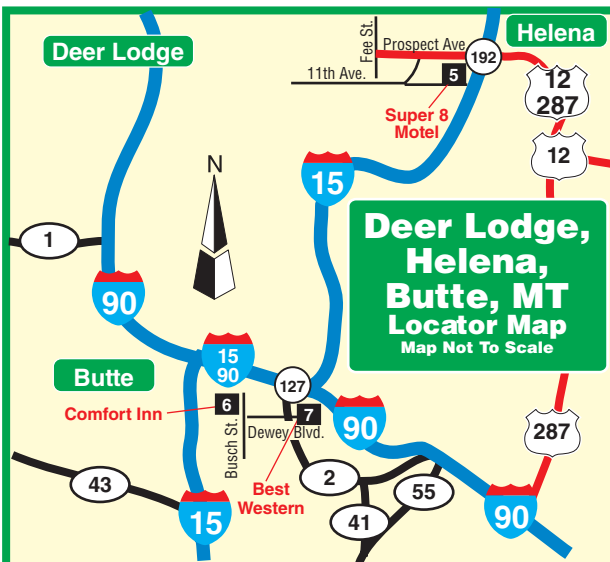 Deer Lodge
Helena
Fee St.
Prospect Ave
192
11th Ave.
5
Super 8
Motel
12
287
12
N
15
1
Deer Lodge,
Helena,
Butte, MT
Locator Map
Map Not To Scale
90
15
90
Butte
127
Comfort Inn
6
7
Busch St.
Dewey Blvd.
90
287
43
2
55
Best
Western
15
41
90